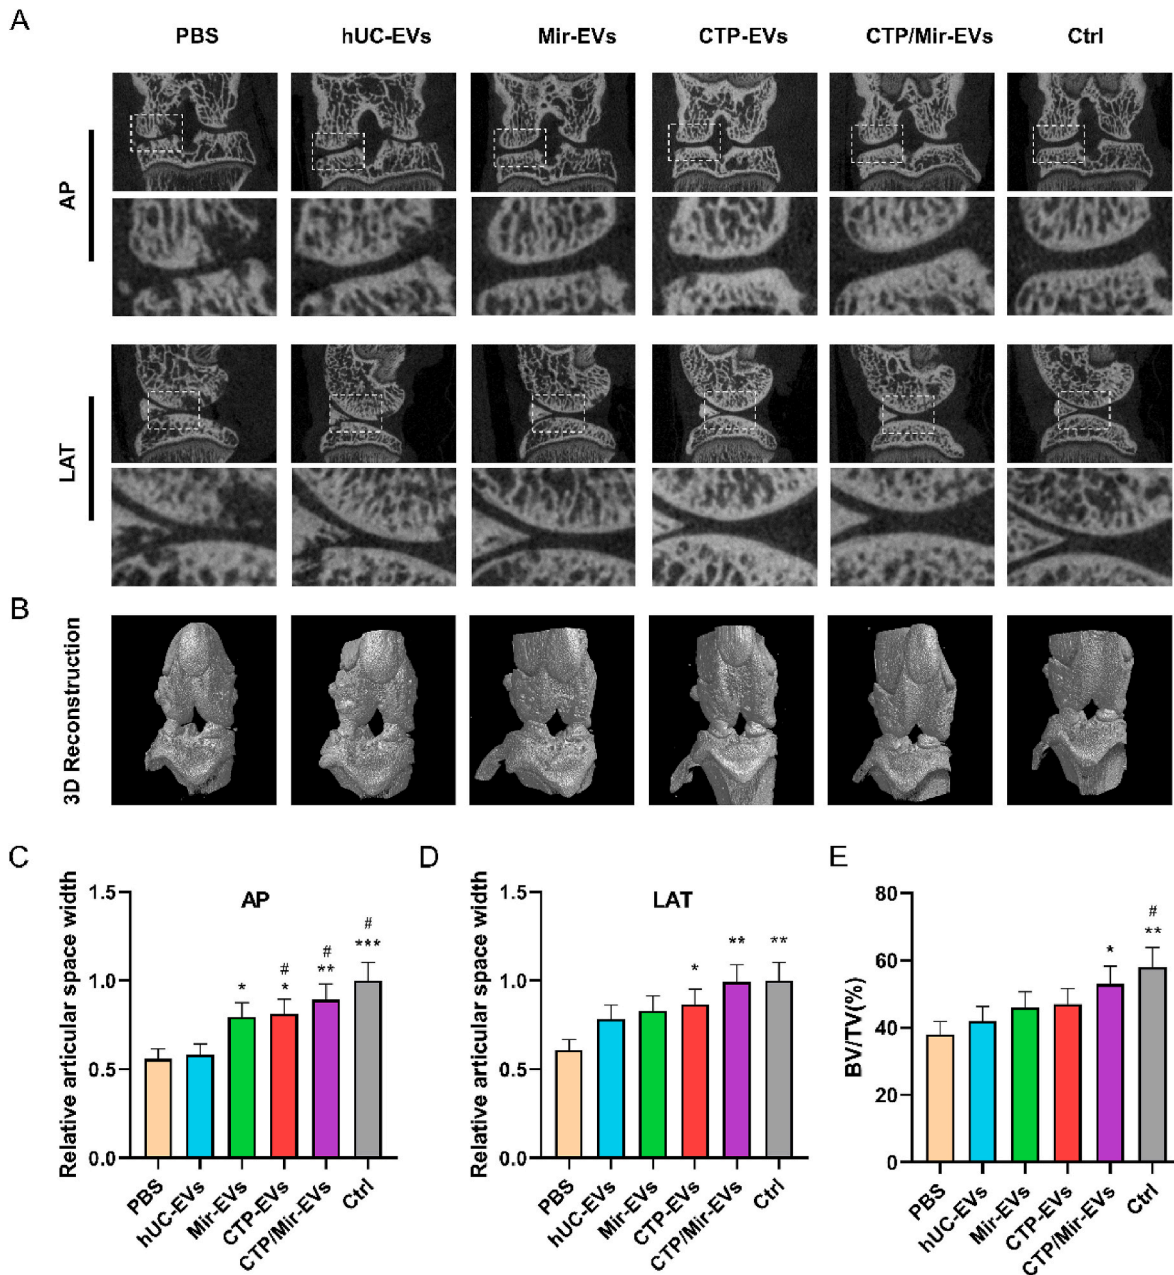 A
PBS hUC-EVs Mir-EVs CTP-EVs CTP/Mir-EVs Ctrl
AP
LAT
B
3D Reconstruction
C
AP
Relative articular space width
1.5
1.0
0.5
0.0
*
#
*
#
**
#
***
PBS hUC-EVs Mir-EVs CTP-EVs CTP/Mir-EVs Ctrl
D
LAT
Relative articular space width
1.5
1.0
0.5
0.0
*
**
**
PBS hUC-EVs Mir-EVs CTP-EVs CTP/Mir-EVs Ctrl
E
BV/TV(%)
80
60
40
20
0
*
#
**
PBS hUC-EVs Mir-EVs CTP-EVs CTP/Mir-EVs Ctrl